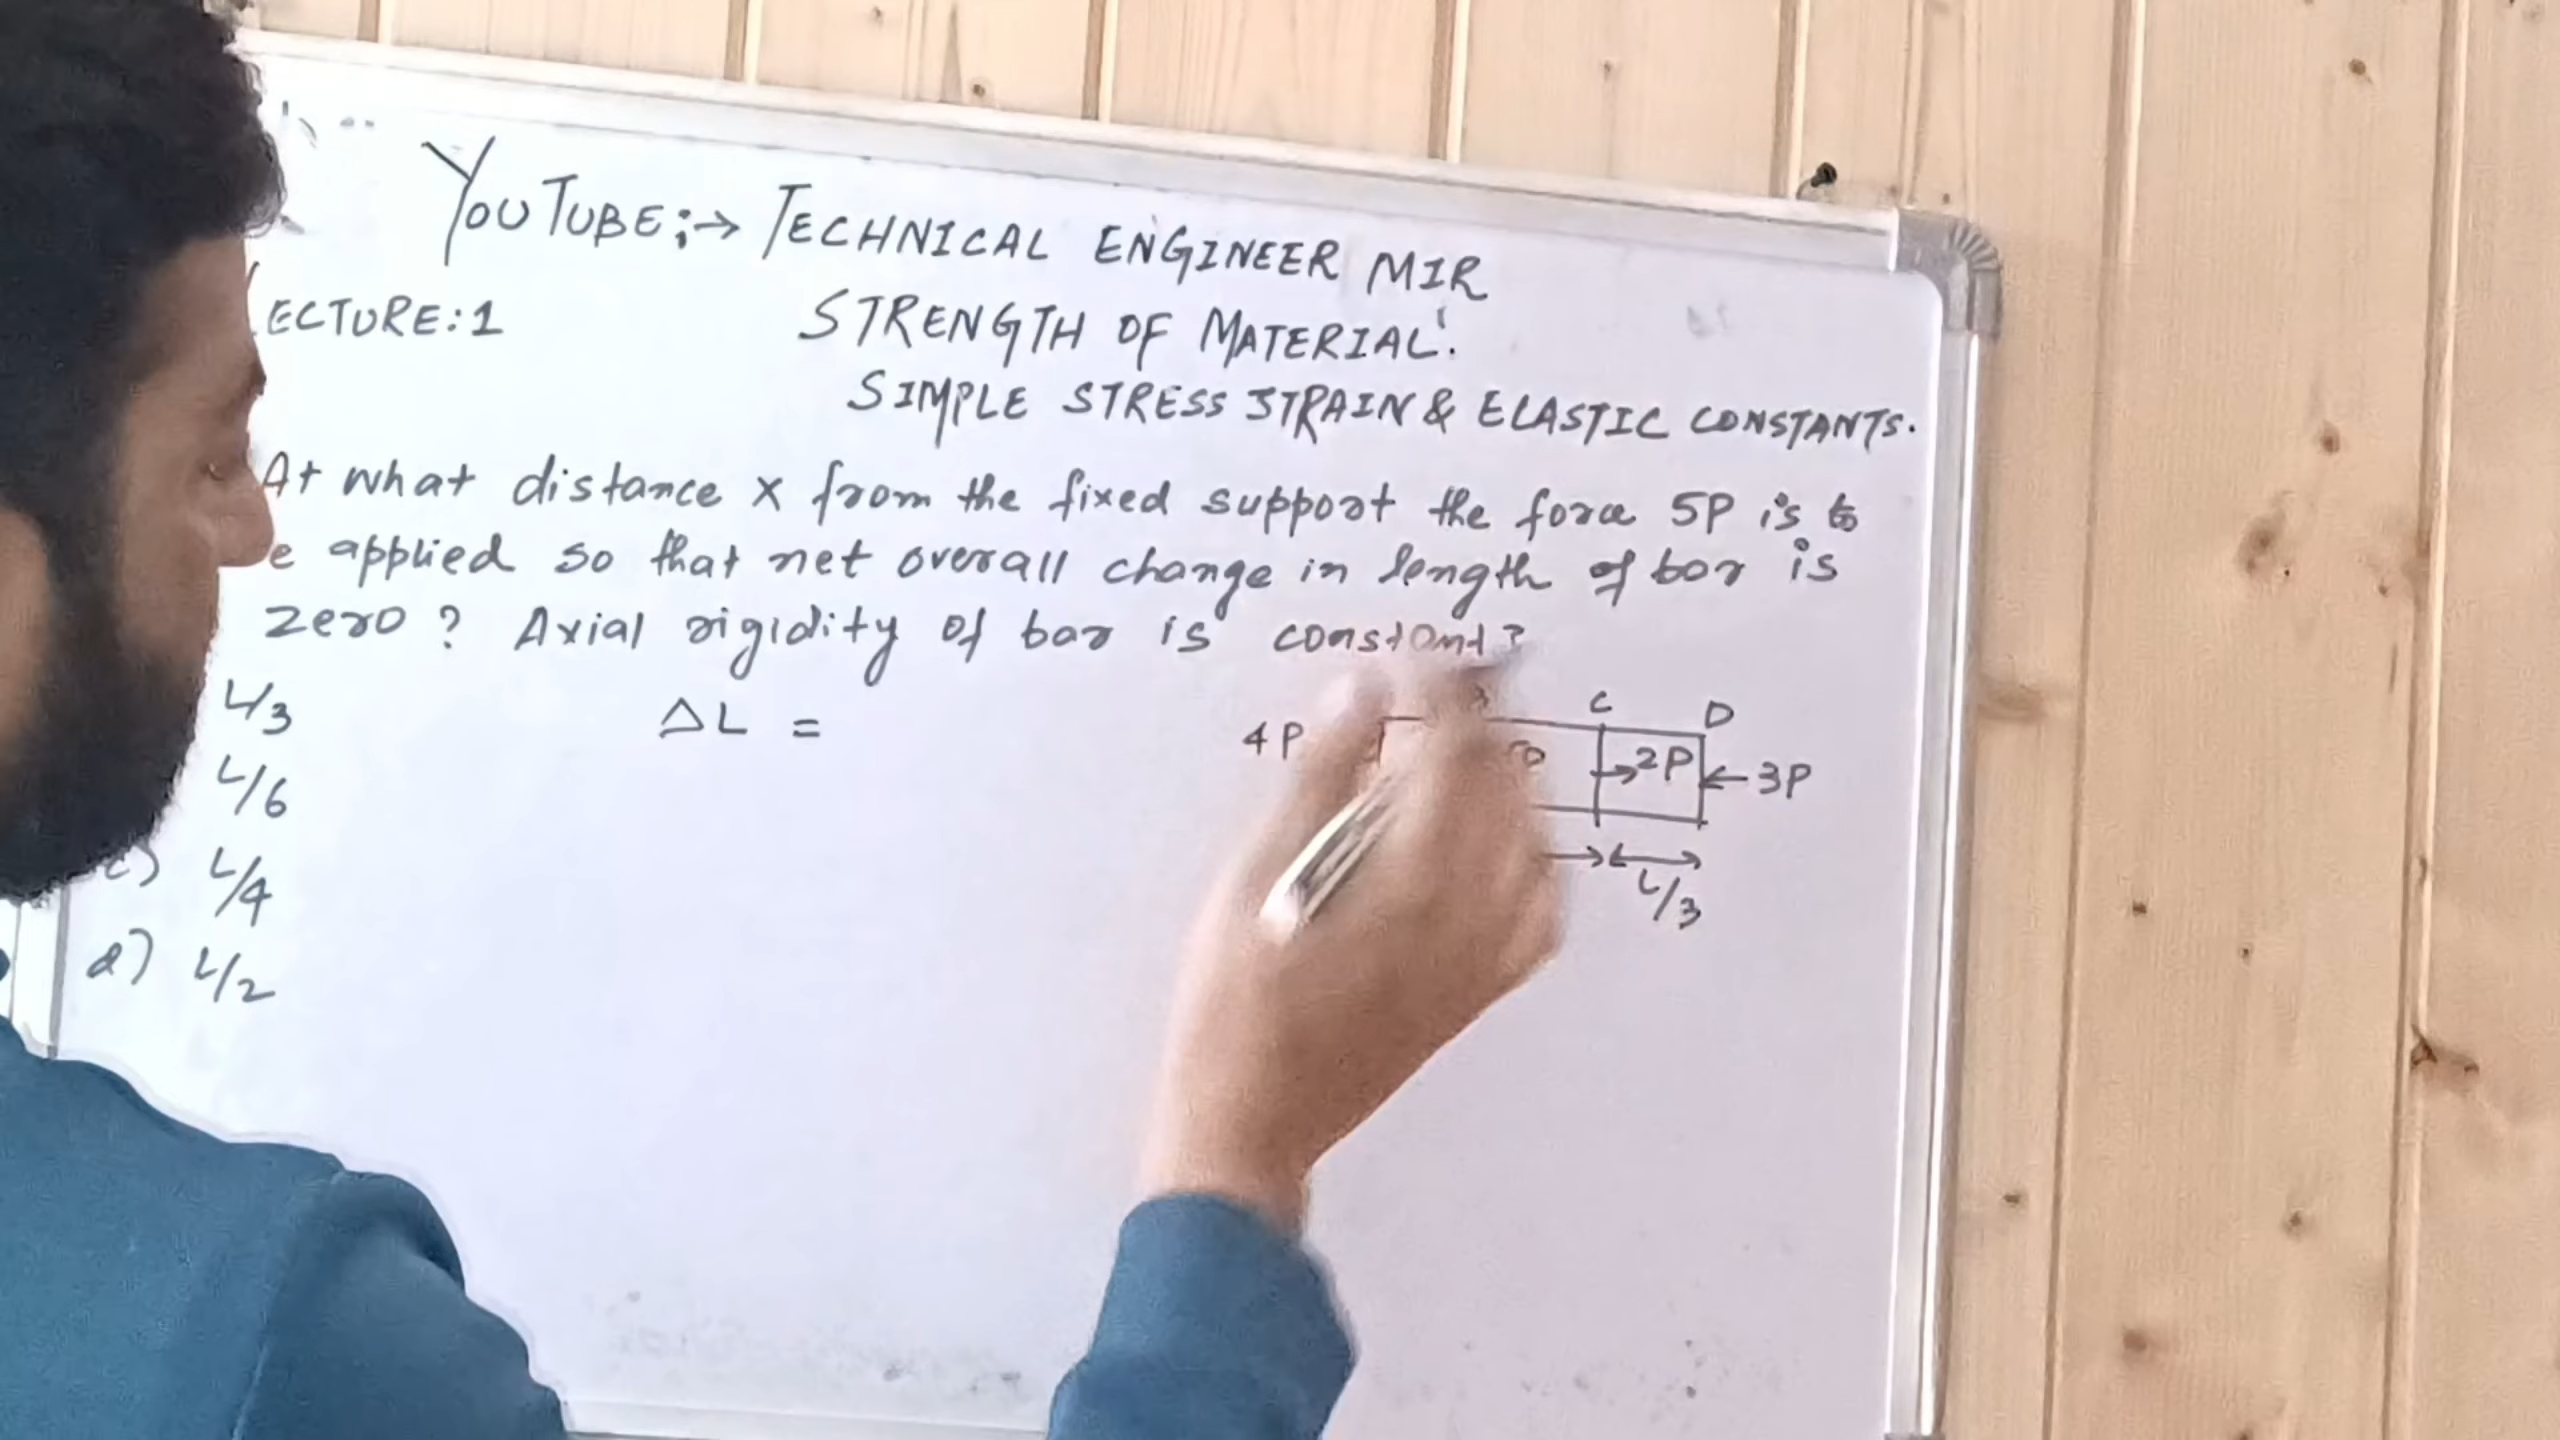 YOUTUBE;→ TECHNICAL ENGINEER MIR
ECTURE:1
STRENGTH OF MATERIAL:
SIMPLE STRESS STRAIN & ELASTIC CONSTANTS.
At what distance x from the fixed support the force 5P is to
e applied so that net overall change in length of bar is
zero? Axial rigidity of bar is constant?
L/3
L/6
c) L/4
d) L/2
ΔL =
C D
4P →2P ←3P
L/3